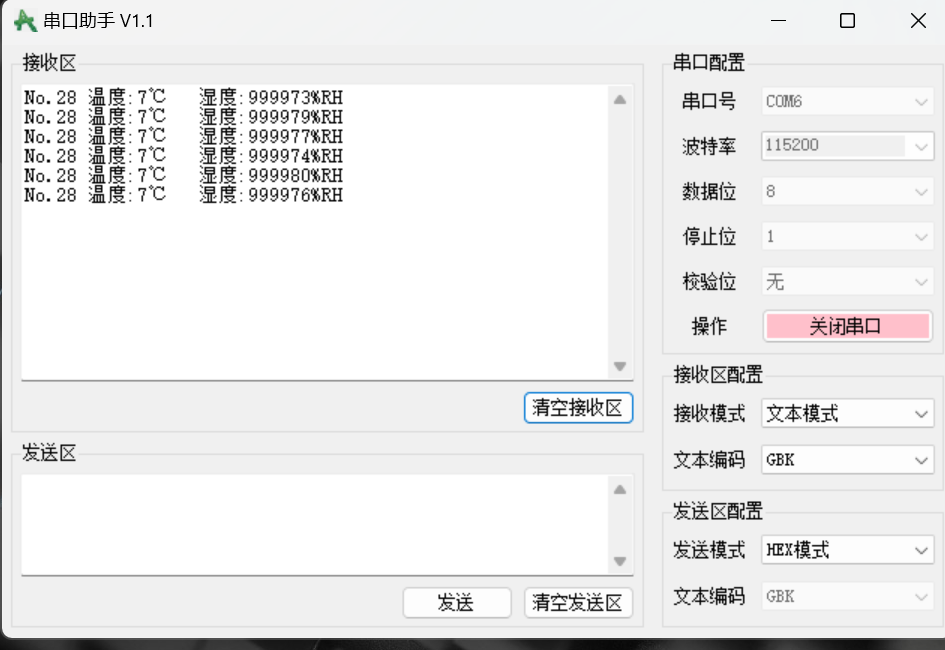 串口助手 V1.1
接收区
No.28 温度:7℃ 湿度:999973%RH
No.28 温度:7℃ 湿度:999979%RH
No.28 温度:7℃ 湿度:999977%RH
No.28 温度:7℃ 湿度:999974%RH
No.28 温度:7℃ 湿度:999980%RH
No.28 温度:7℃ 湿度:999976%RH
清空接收区
发送区
发送 清空发送区
串口配置
串口号 COM6
波特率 115200
数据位 8
停止位 1
校验位 无
操作 关闭串口
接收区配置
接收模式 文本模式
文本编码 GBK
发送区配置
发送模式 HEX模式
文本编码 GBK